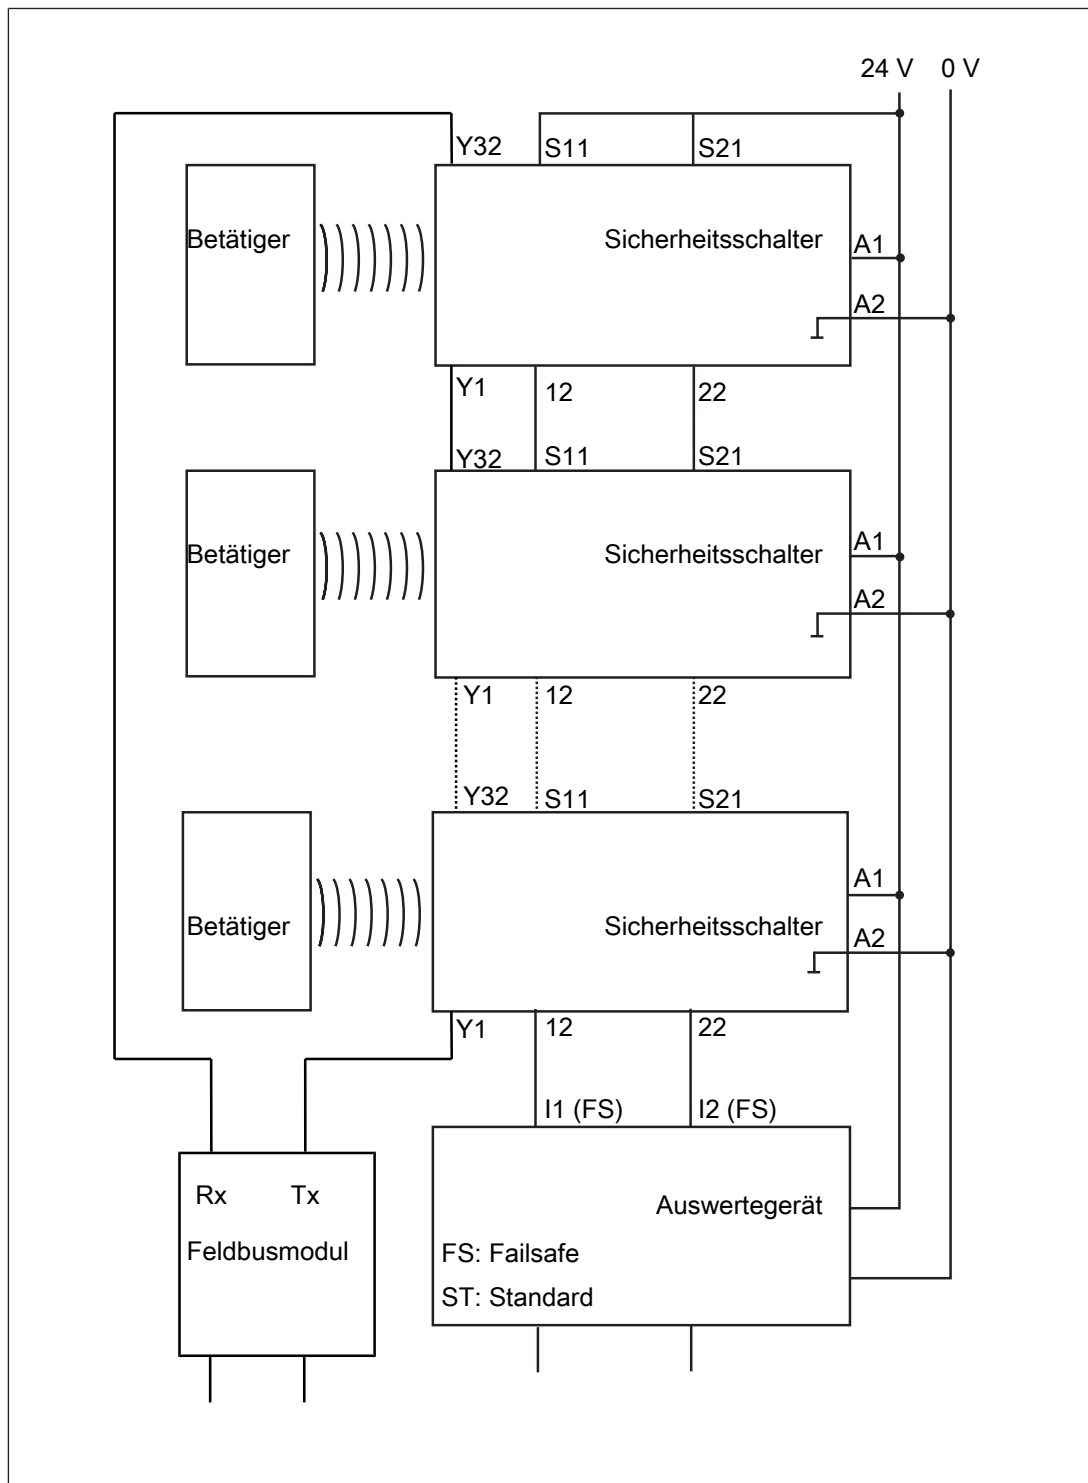 24 V 0 V
Y32 S11 S21
Betätiger Sicherheitsschalter A1
A2
Y1 12 22
Y32 S11 S21
Betätiger Sicherheitsschalter A1
A2
Y1 12 22
Y32 S11 S21
A1
Betätiger Sicherheitsschalter
A2
Y1 12 22
I1 (FS) I2 (FS)
Rx Tx
Auswertegerät
Feldbusmodul
FS: Failsafe
ST: Standard